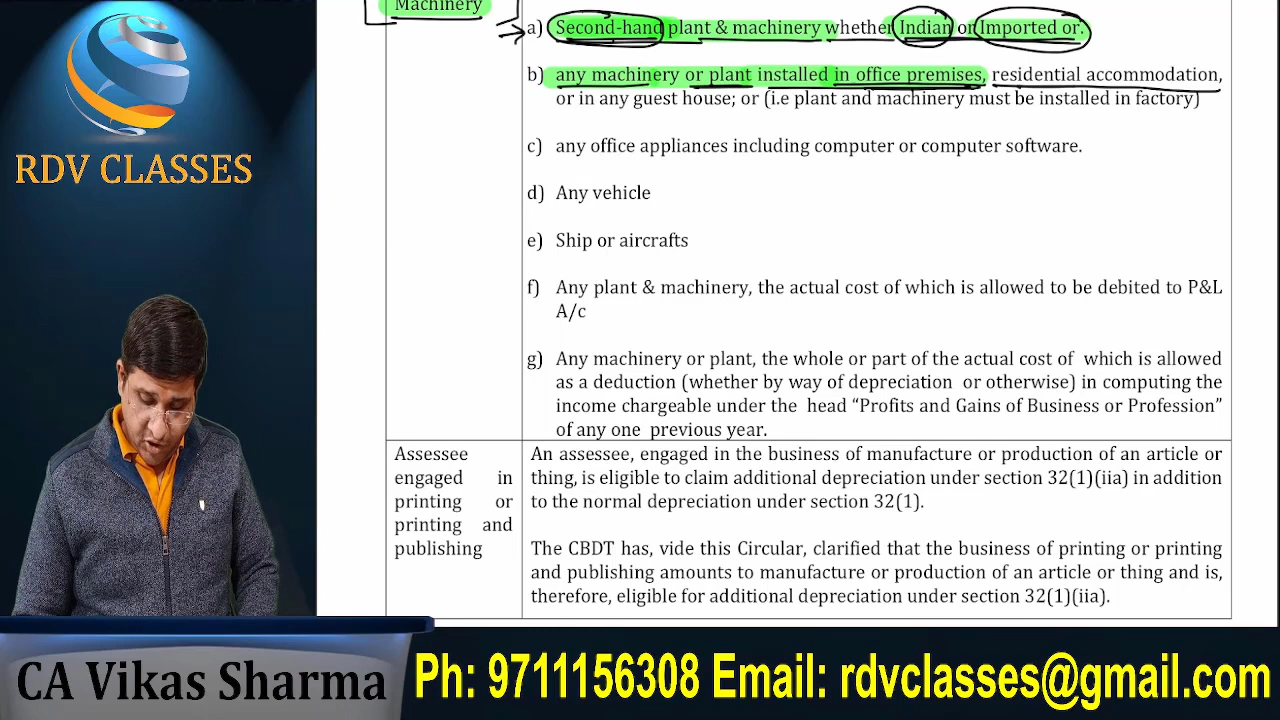 Machinery
a) Second-hand plant & machinery whether Indian or Imported or.
b) any machinery or plant installed in office premises, residential accommodation,
or in any guest house; or (i.e plant and machinery must be installed in factory)
c) any office appliances including computer or computer software.
d) Any vehicle
e) Ship or aircrafts
f) Any plant & machinery, the actual cost of which is allowed to be debited to P&L
A/c
g) Any machinery or plant, the whole or part of the actual cost of which is allowed
as a deduction (whether by way of depreciation or otherwise) in computing the
income chargeable under the head “Profits and Gains of Business or Profession”
of any one previous year.
Assessee
engaged in
printing or
printing and
publishing
An assessee, engaged in the business of manufacture or production of an article or
thing, is eligible to claim additional depreciation under section 32(1)(iia) in addition
to the normal depreciation under section 32(1).
The CBDT has, vide this Circular, clarified that the business of printing or printing
and publishing amounts to manufacture or production of an article or thing and is,
therefore, eligible for additional depreciation under section 32(1)(iia).
RDV CLASSES
CA Vikas Sharma
Ph: 9711156308 Email: rdvclasses@gmail.com